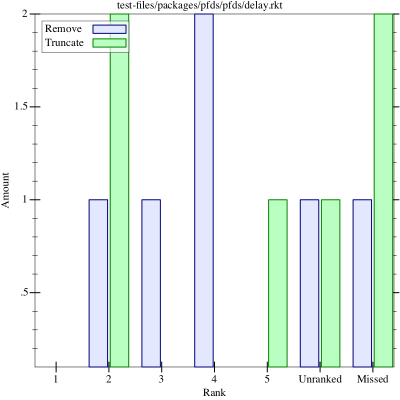 test-files/packages/pfds/pfds/delay.rkt
Remove
Truncate
2
1.5
1
.5
Amount
1 2 3 4 5 Unranked Missed
Rank